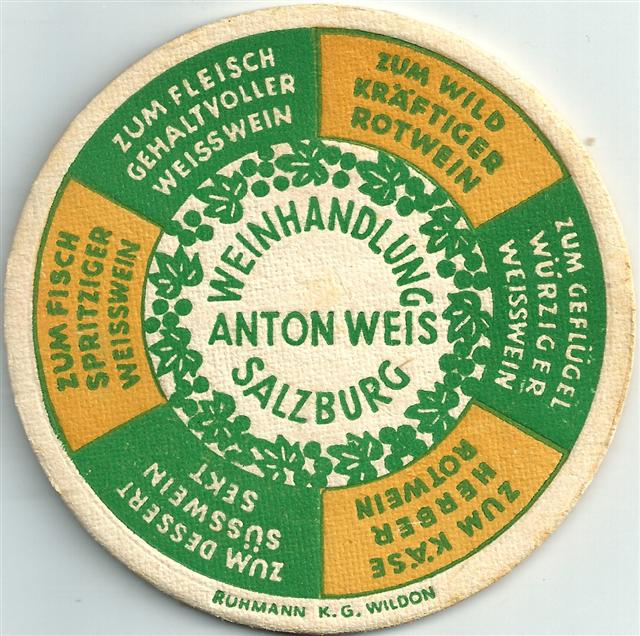 ZUM FLEISCH
GEHALTVOLLER
WEISSWEIN
ZUM WILD
KRÄFTIGER
ROTWEIN
ZUM GEFLÜGEL
WÜRZIGER
WEISSWEIN
ZUM KÄSE
HERBER
ROTWEIN
ZUM DESSERT
SÜSSWEIN
SEKT
ZUM FISCH
SPRITZIGER
WEISSWEIN
WEINHANDLUNG
ANTON WEIS
SALZBURG
RUHMANN K.G. WILDON